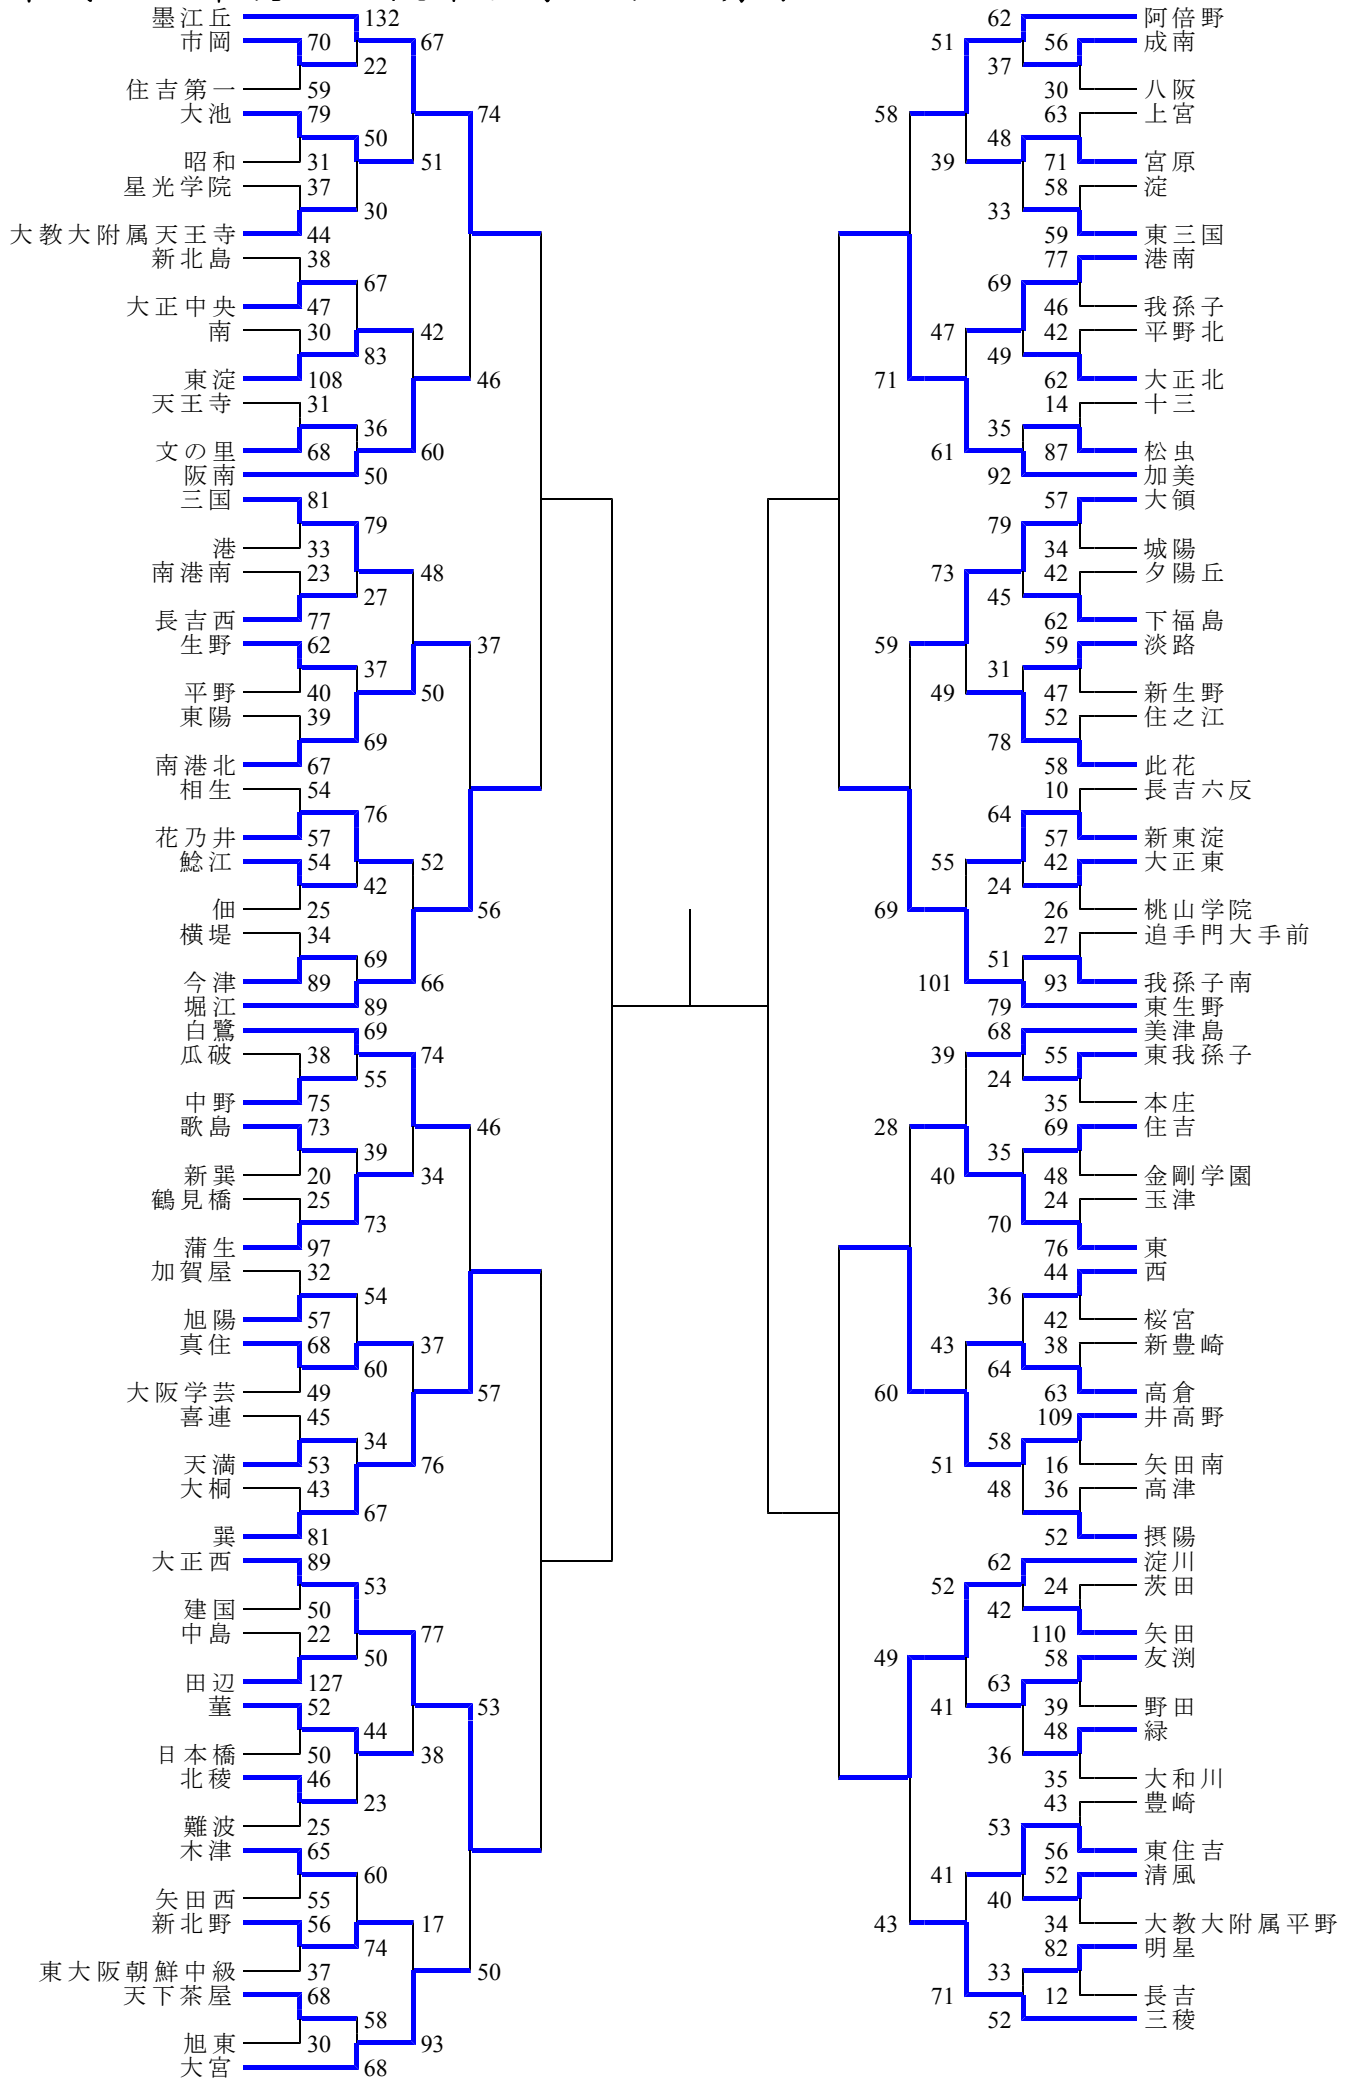 墨江丘 132 62 阿倍野
市岡 70 67 51 56 成南
22 37
住吉第一 59 30 八阪
大池 79 74 58 63 上宮
50 48
昭和 31 51 39 71 宮原
星光学院 37 58 淀
30 33
大教大附属天王寺 44 59 東三国
新北島 38 77 港南
67 69
大正中央 47 46 我孫子
南 30 42 47 42 平野北
83 49
東淀 108 46 71 62 大正北
天王寺 31 14 十三
36 35
文の里 68 60 61 87 松虫
阪南 50 92 加美
三国 81 57 大領
79 79
港 33 34 城陽
南港南 23 48 73 42 夕陽丘
27 45
長吉西 77 62 下福島
生野 62 37 59 59 淡路
37 31
平野 40 50 49 47 新生野
東陽 39 52 住之江
69 78
南港北 67 58 此花
相生 54 10 長吉六反
76 64
花乃井 57 57 新東淀
鯰江 54 52 55 42 大正東
42 24
佃 25 56 69 26 桃山学院
横堤 34 27 追手門大手前
69 51
今津 89 66 101 93 我孫子南
堀江 89 79 東生野
白鷺 69 68 美津島
瓜破 38 74 39 55 東我孫子
55 24
中野 75 35 本庄
歌島 73 46 28 69 住吉
39 35
新巽 20 34 40 48 金剛学園
鶴見橋 25 24 玉津
73 70
蒲生 97 76 東
加賀屋 32 44 西
54 36
旭陽 57 42 桜宮
真住 68 37 43 38 新豊崎
60 64
大阪学芸 49 57 60 63 高倉
喜連 45 109 井高野
34 58
天満 53 76 51 16 矢田南
大桐 43 48 36 高津
67
巽 81 52 摂陽
大正西 89 62 淀川
53 52 24 茨田
建国 50 42
中島 22 77 110 矢田
50 49 58 友渕
田辺 127 63
菫 52 53 41 39 野田
44 48 緑
日本橋 50 38 36
北稜 46 35 大和川
23 43 豊崎
難波 25 53
木津 65 56 東住吉
60 41 52 清風
矢田西 55 40
新北野 56 17 43 34 大教大附属平野
74 82 明星
東大阪朝鮮中級 37 50 33
天下茶屋 68 71 12 長吉
58 52 三稜
旭東 30 93
大宮 68